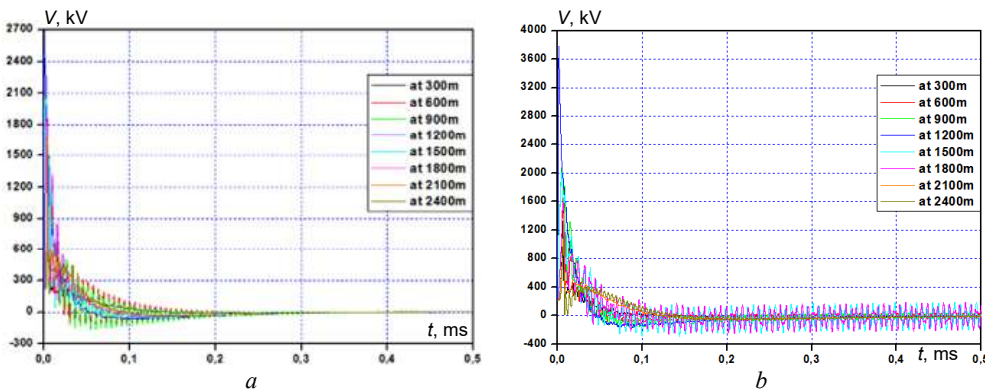 V, kV
2700
2400
2100
1800
1500
1200
900
600
300
0
-300
at 300m
at 600m
at 900m
at 1200m
at 1500m
at 1800m
at 2100m
at 2400m
t, ms
0,0 0,1 0,2 0,3 0,4 0,5
a
V, kV
4000
3600
3200
2800
2400
2000
1600
1200
800
400
0
-400
at 300m
at 600m
at 900m
at 1200m
at 1500m
at 1800m
at 2100m
at 2400m
t, ms
0,0 0,1 0,2 0,3 0,4 0,5
b